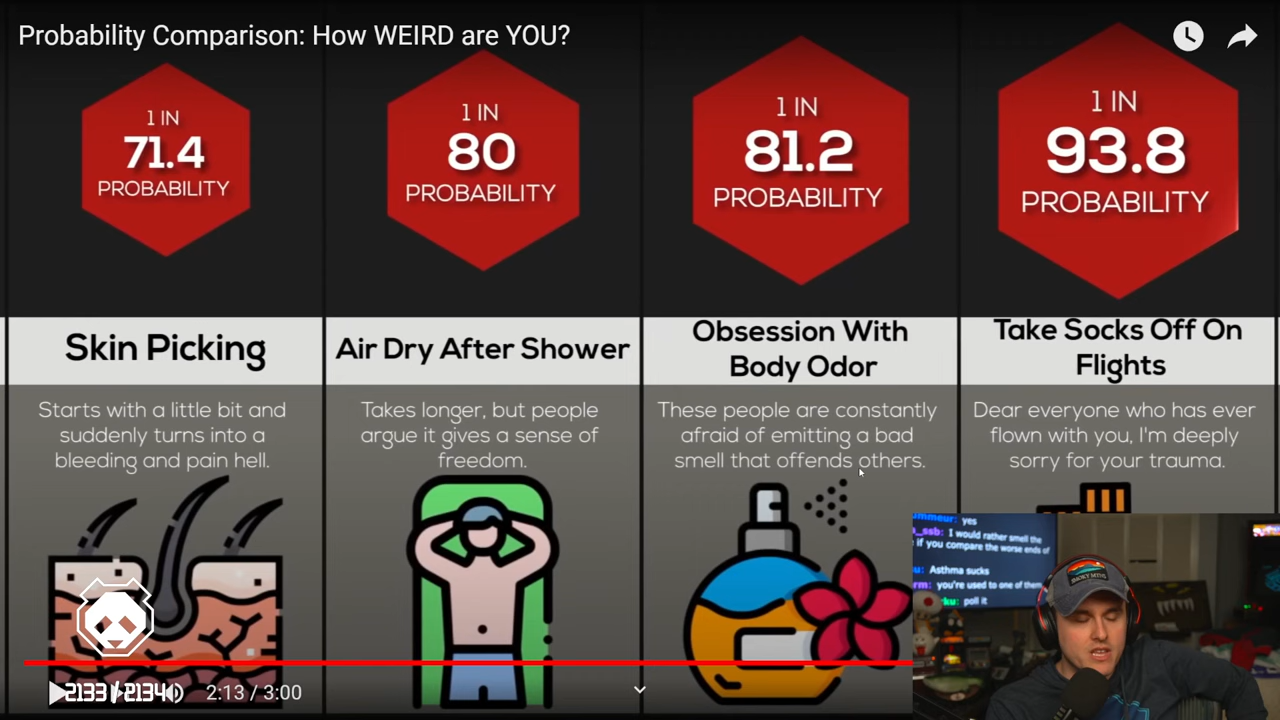 Probability Comparison: How WEIRD are YOU?
1 IN
71.4
PROBABILITY
1 IN
80
PROBABILITY
1 IN
81.2
PROBABILITY
1 IN
93.8
PROBABILITY
Skin Picking
Air Dry After Shower
Obsession With
Body Odor
Take Socks Off On
Flights
Starts with a little bit and
suddenly turns into a
bleeding and pain hell.
Takes longer, but people
argue it gives a sense of
freedom.
These people are constantly
afraid of emitting a bad
smell that offends others.
Dear everyone who has ever
flown with you, I'm deeply
sorry for your trauma.
yes
I would rather smell the
if you compare the worse ends of
Asthma sucks
you're used to one of them
poll it
2133 / 2134
2:13 / 3:00